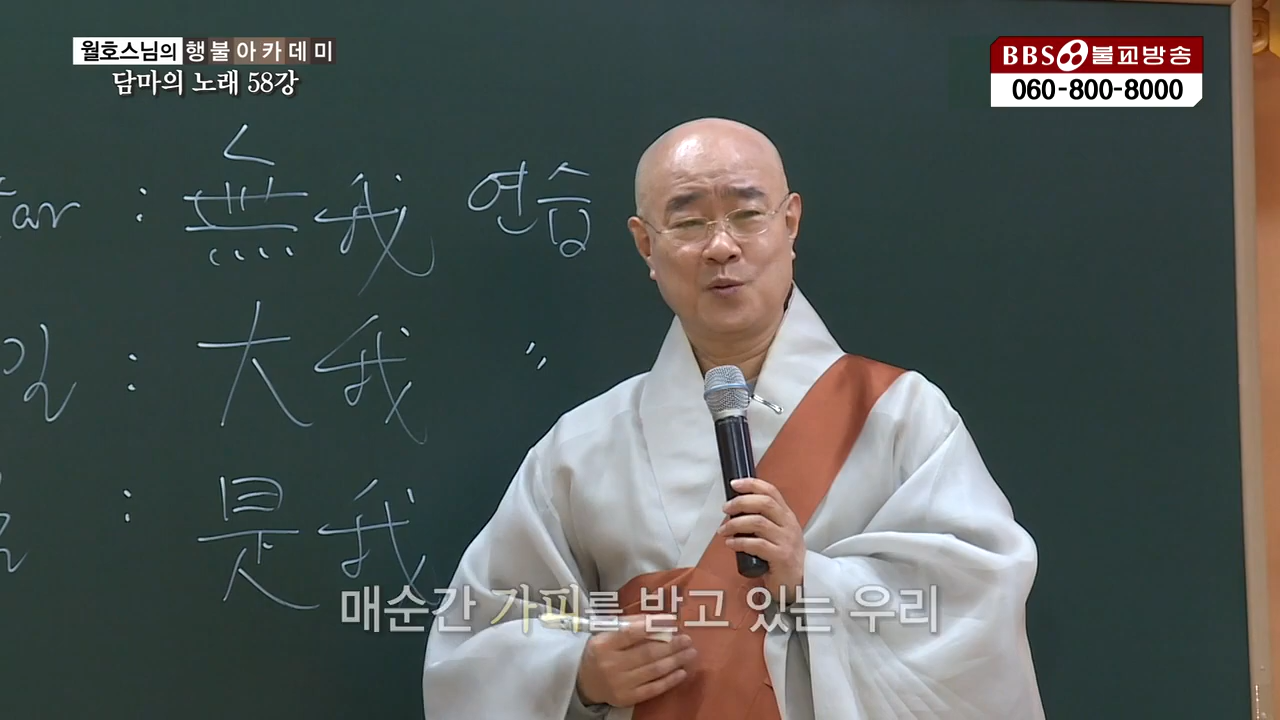 월호스님의 행불아카데미
담마의 노래 58강
BBS 불교방송
060-800-8000
: 無我 연습
: 大我 〃
: 是我
매순간 가피를 받고 있는 우리